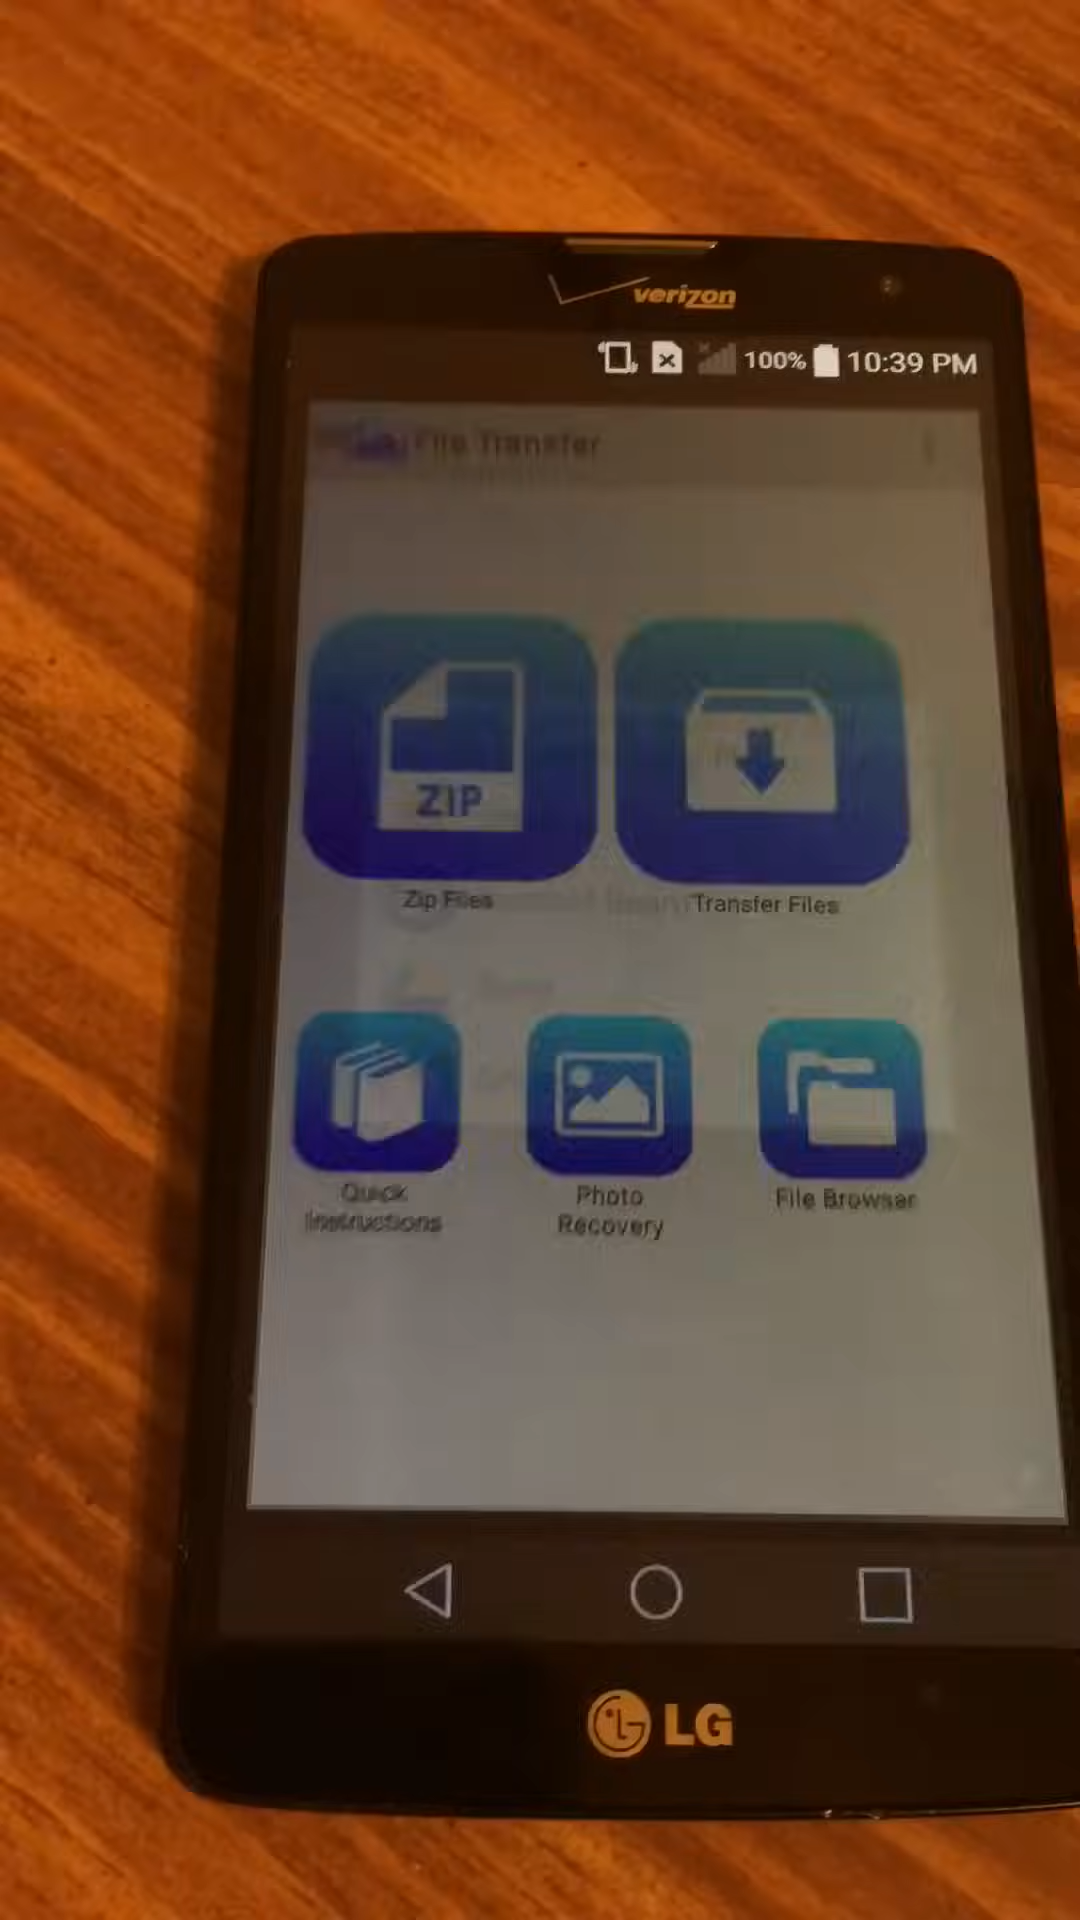 verizon
100% 10:39 PM
File Transfer
ZIP
Zip Files
Transfer Files
Quick
Instructions
Photo
Recovery
File Browser
LG